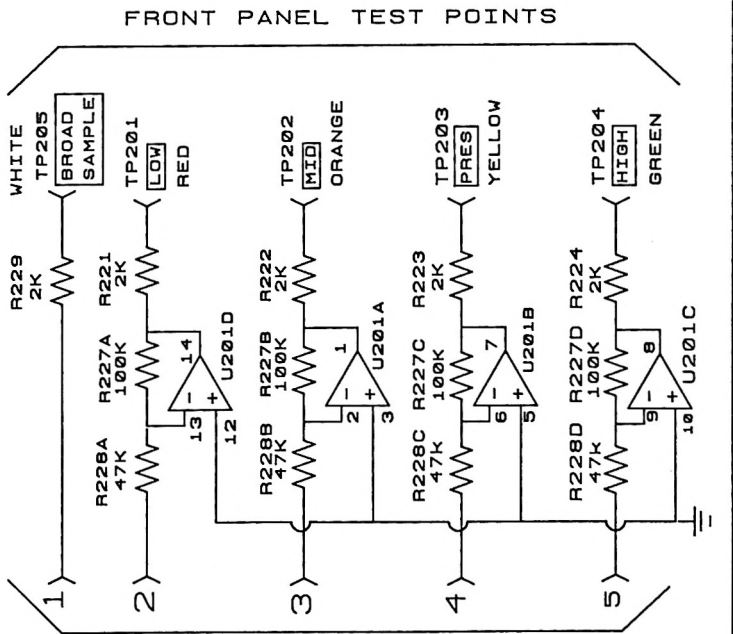 FRONT PANEL TEST POINTS
WHITE
TP205
BROAD
SAMPLE
R229
2K
1
TP201
LOW
RED
R221
2K
R227A
100K
14
U201D
-
+
13
12
R228A
47K
2
TP202
MID
ORANGE
R222
2K
R227B
100K
1
U201A
-
+
2
3
R228B
47K
3
TP203
PRES
YELLOW
R223
2K
R227C
100K
7
U201B
-
+
6
5
R228C
47K
4
TP204
HIGH
GREEN
R224
2K
R227D
100K
8
U201C
-
+
9
10
R228D
47K
5